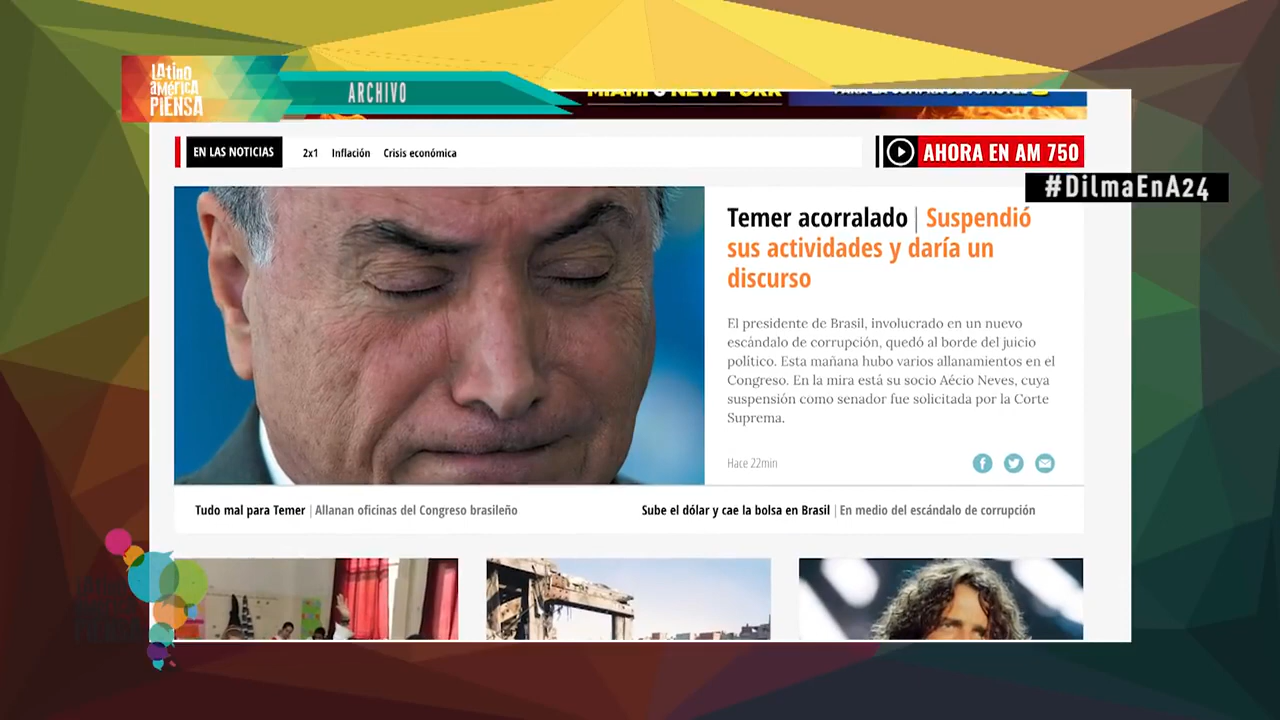 LAtino
américa
PIENSA
ARCHIVO
MIAMI o NEW YORK
EN LAS NOTICIAS
2x1 Inflación Crisis económica
AHORA EN AM 750
#DilmaEnA24
Temer acorralado | Suspendió
sus actividades y daría un
discurso
El presidente de Brasil, involucrado en un nuevo
escándalo de corrupción, quedó al borde del juicio
político. Esta mañana hubo varios allanamientos en el
Congreso. En la mira está su socio Aécio Neves, cuya
suspensión como senador fue solicitada por la Corte
Suprema.
Hace 22min
Tudo mal para Temer | Allanan oficinas del Congreso brasileño
Sube el dólar y cae la bolsa en Brasil | En medio del escándalo de corrupción